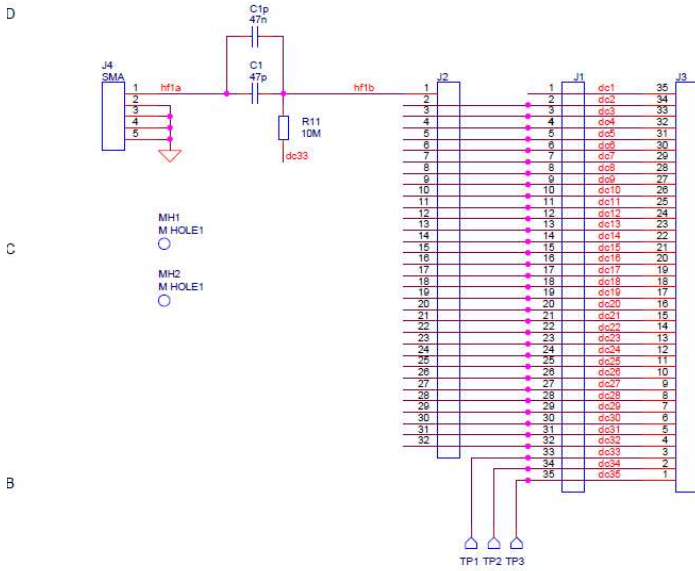 D
C1p
47n
J4
SMA
C1
47p
J2
J1
J3
1 hf1a hf1b 1 1 dc1 35
2 2 2 dc2 34
3 3 3 dc3 33
4 4 4 dc4 32
5 5 5 dc5 31
6 6 dc6 30
R11
10M
7 7 dc7 29
8 8 dc8 28
dc33
9 9 dc9 27
10 10 dc10 26
11 11 dc11 25
12 12 dc12 24
MH1
M HOLE1
13 13 dc13 23
14 14 dc14 22
C
15 15 dc15 21
16 16 dc16 20
MH2
M HOLE1
17 17 dc17 19
18 18 dc18 18
19 19 dc19 17
20 20 dc20 16
21 21 dc21 15
22 22 dc22 14
23 23 dc23 13
24 24 dc24 12
25 25 dc25 11
26 26 dc26 10
27 27 dc27 9
28 28 dc28 8
29 29 dc29 7
30 30 dc30 6
31 31 dc31 5
32 32 dc32 4
33 dc33 3
34 dc34 2
35 dc35 1
B
TP1 TP2 TP3